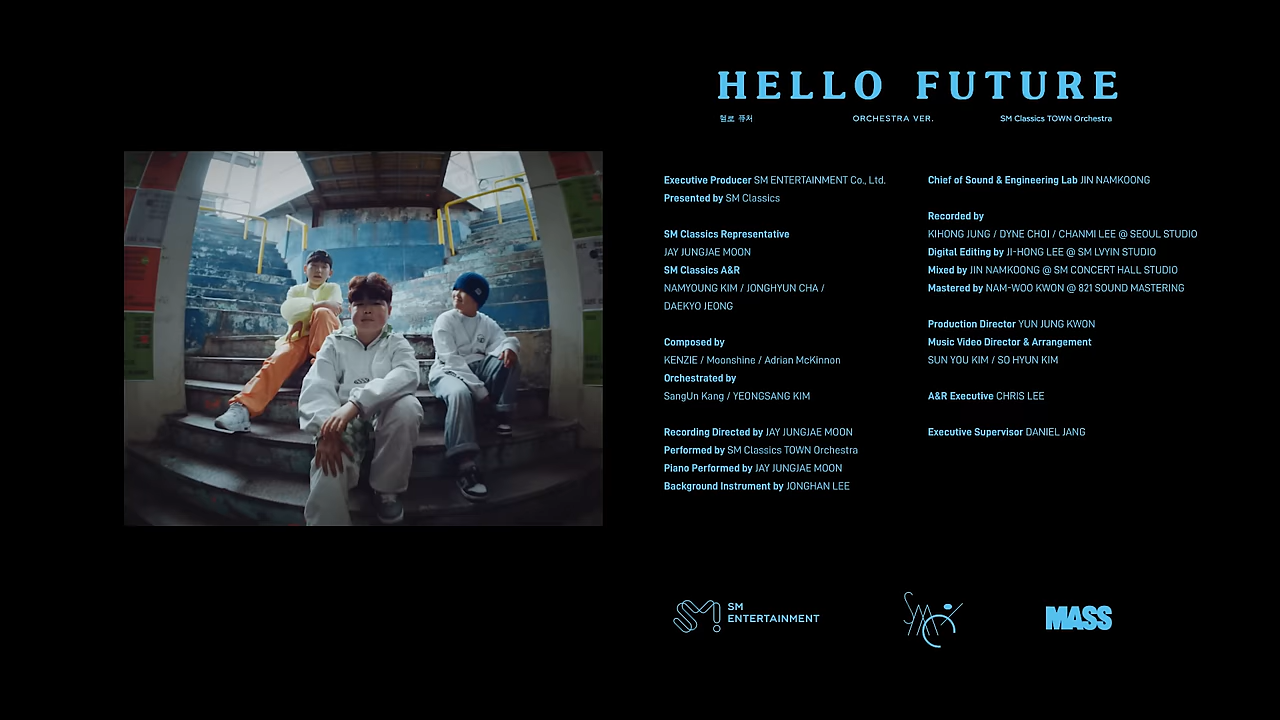 HELLO FUTURE
헬로 퓨처
ORCHESTRA VER.
SM Classics TOWN Orchestra
Executive Producer SM ENTERTAINMENT Co., Ltd.
Presented by SM Classics
SM Classics Representative
JAY JUNGJAE MOON
SM Classics A&R
NAMYOUNG KIM / JONGHYUN CHA /
DAEKYO JEONG
Composed by
KENZIE / Moonshine / Adrian McKinnon
Orchestrated by
SangUn Kang / YEONGSANG KIM
Recording Directed by JAY JUNGJAE MOON
Performed by SM Classics TOWN Orchestra
Piano Performed by JAY JUNGJAE MOON
Background Instrument by JONGHAN LEE
Chief of Sound & Engineering Lab JIN NAMKOONG
Recorded by
KIHONG JUNG / DYNE CHOI / CHANMI LEE @ SEOUL STUDIO
Digital Editing by JI-HONG LEE @ SM LVYIN STUDIO
Mixed by JIN NAMKOONG @ SM CONCERT HALL STUDIO
Mastered by NAM-WOO KWON @ 821 SOUND MASTERING
Production Director YUN JUNG KWON
Music Video Director & Arrangement
SUN YOU KIM / SO HYUN KIM
A&R Executive CHRIS LEE
Executive Supervisor DANIEL JANG
SM
ENTERTAINMENT
MASS